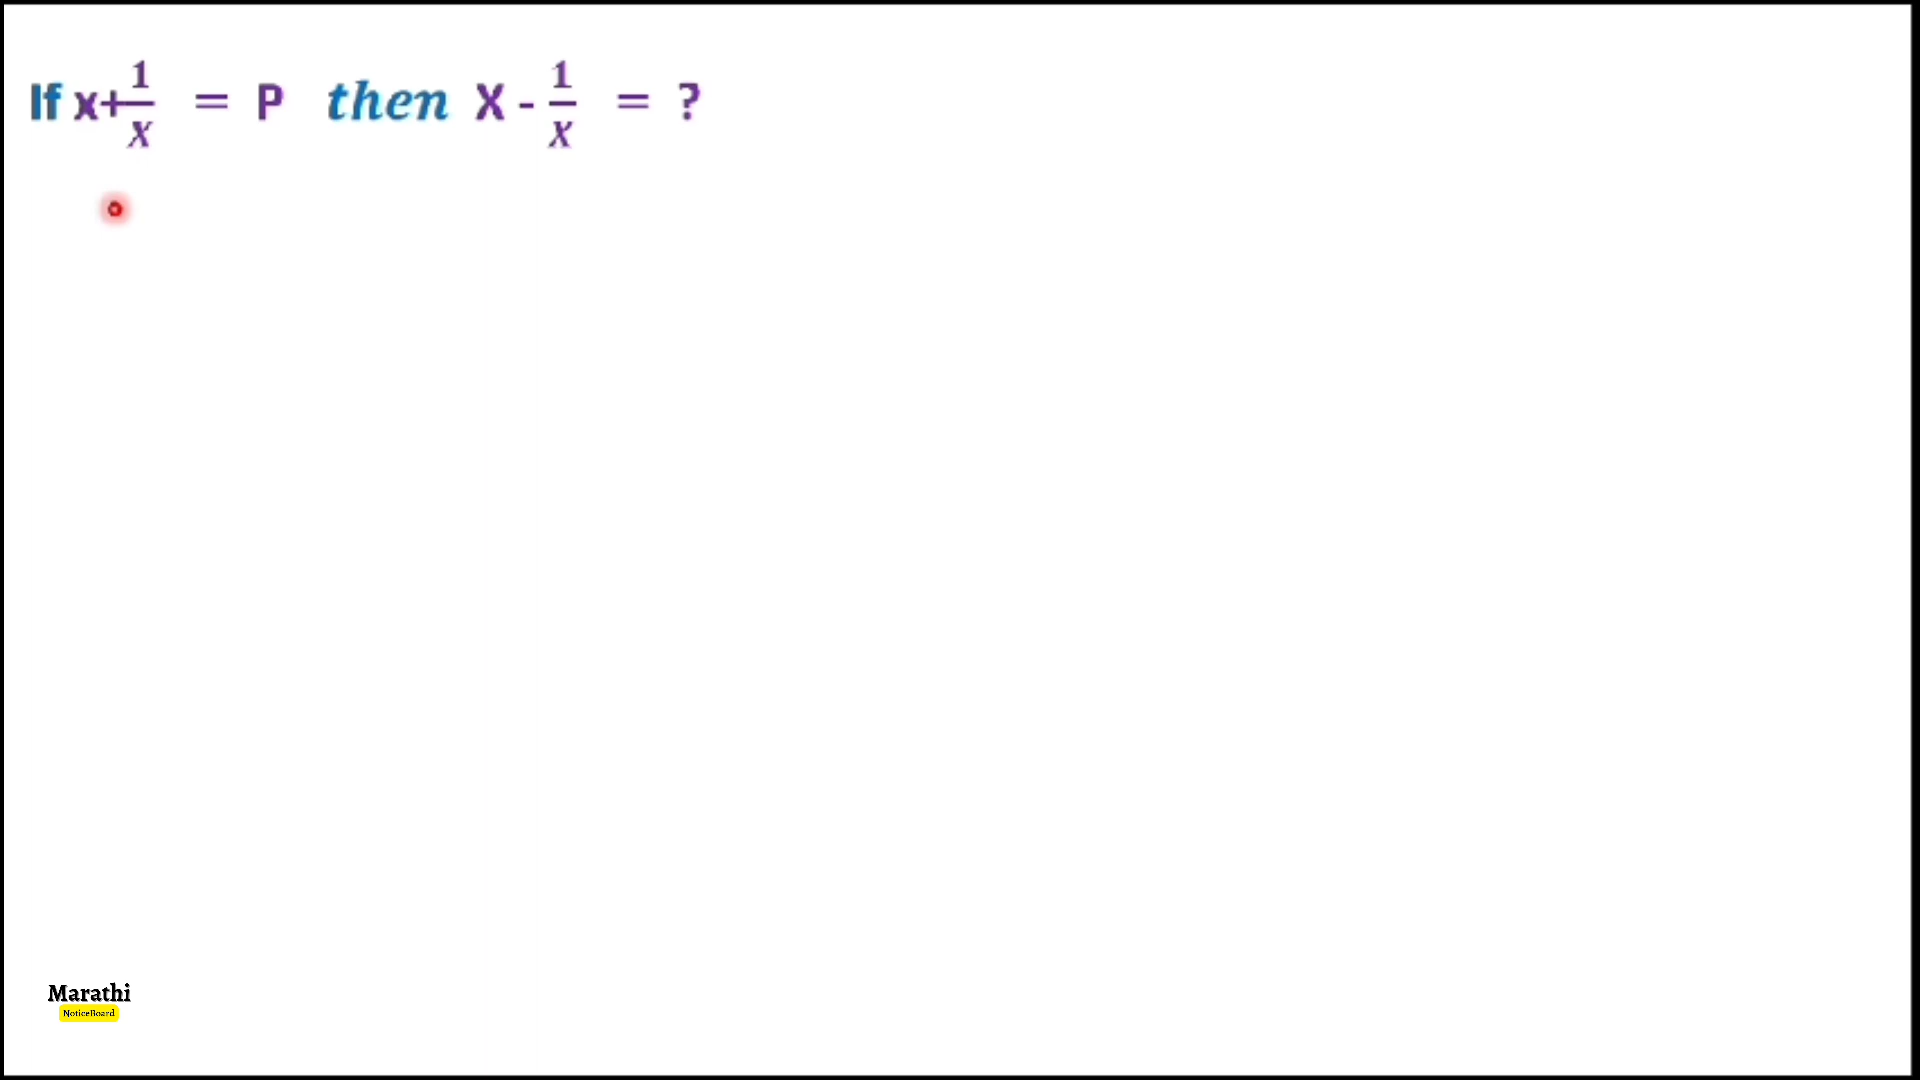 If x+1/x = P then X - 1/x = ?
Marathi
NoticeBoard